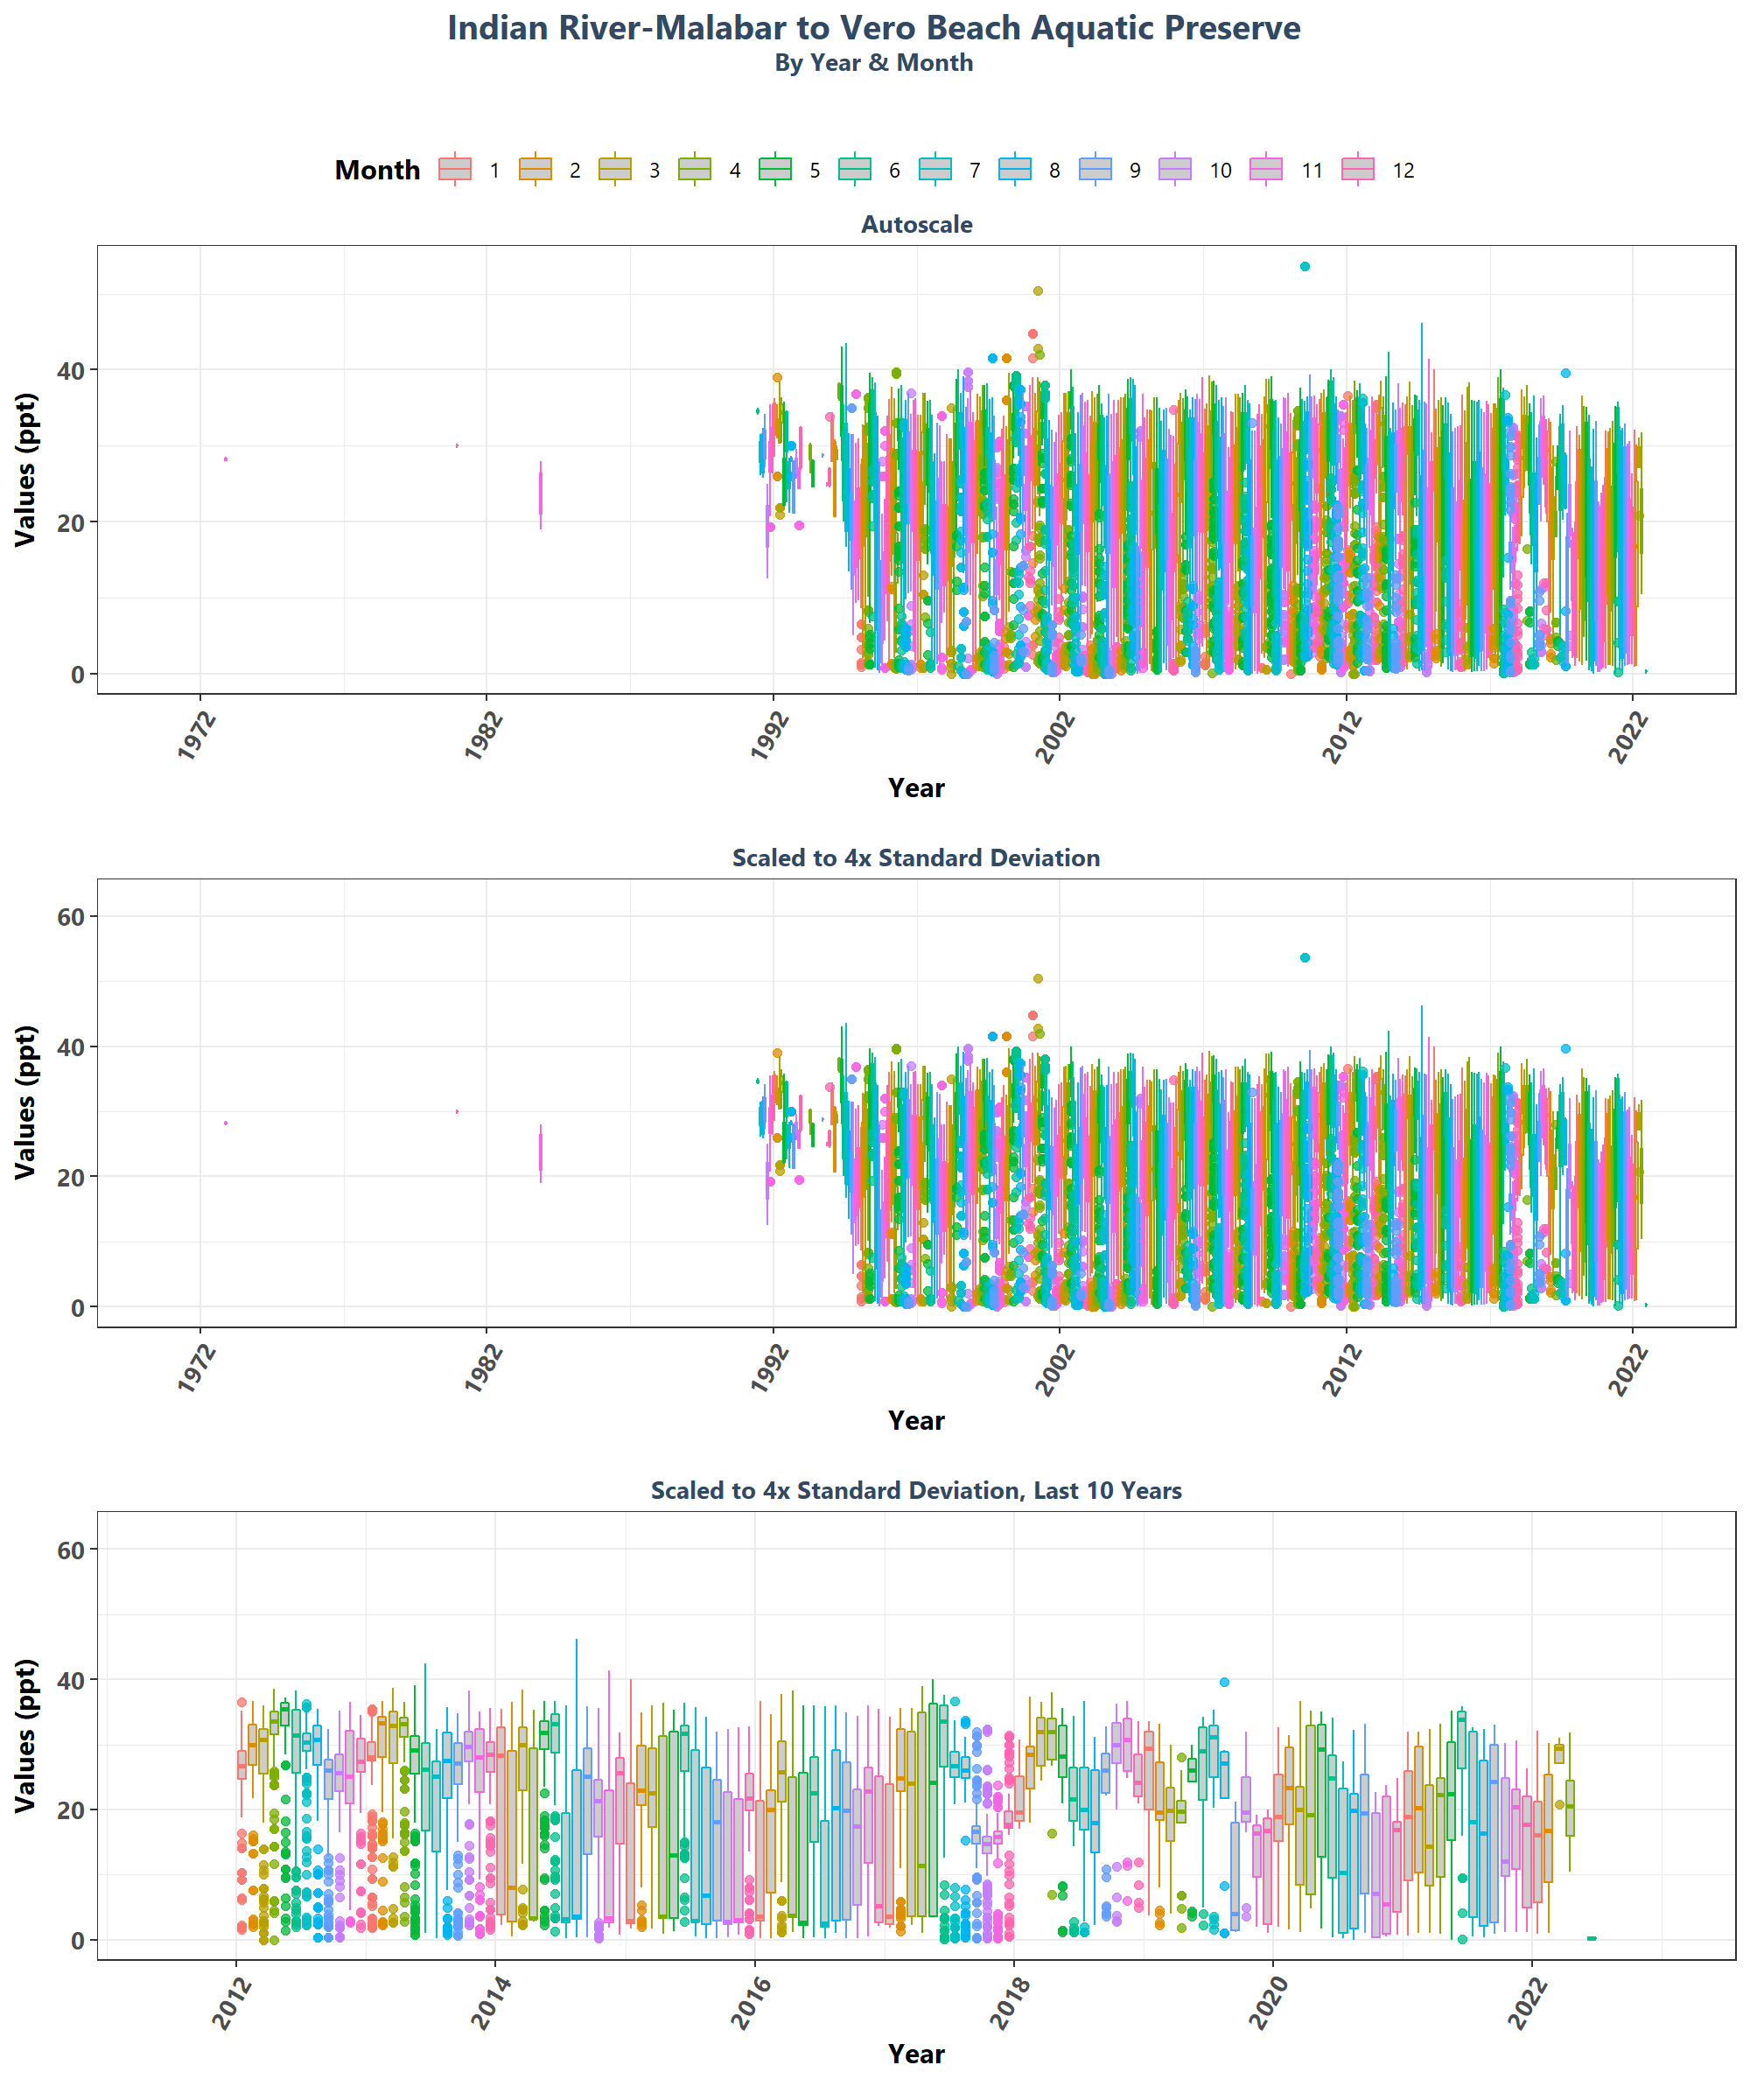 Indian River-Malabar to Vero Beach Aquatic Preserve
By Year & Month
Month 1 2 3 4 5 6 7 8 9 10 11 12
Autoscale
Values (ppt)
40
20
0
1972 1982 1992 2002 2012 2022
Year
Scaled to 4x Standard Deviation
Values (ppt)
60
40
20
0
1972 1982 1992 2002 2012 2022
Year
Scaled to 4x Standard Deviation, Last 10 Years
Values (ppt)
60
40
20
0
2012 2014 2016 2018 2020 2022
Year